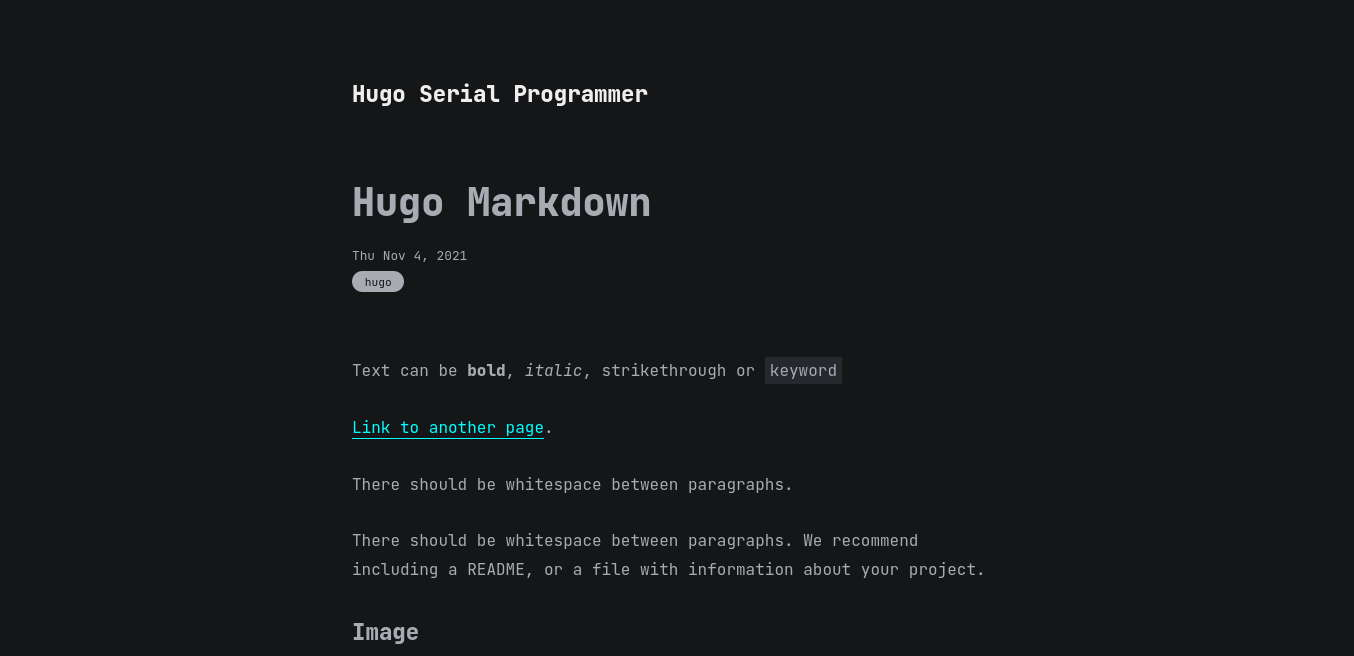 Hugo Serial Programmer
Hugo Markdown
Thu Nov 4, 2021
hugo
Text can be bold, italic, strikethrough or keyword
Link to another page.
There should be whitespace between paragraphs.
There should be whitespace between paragraphs. We recommend
including a README, or a file with information about your project.
Image